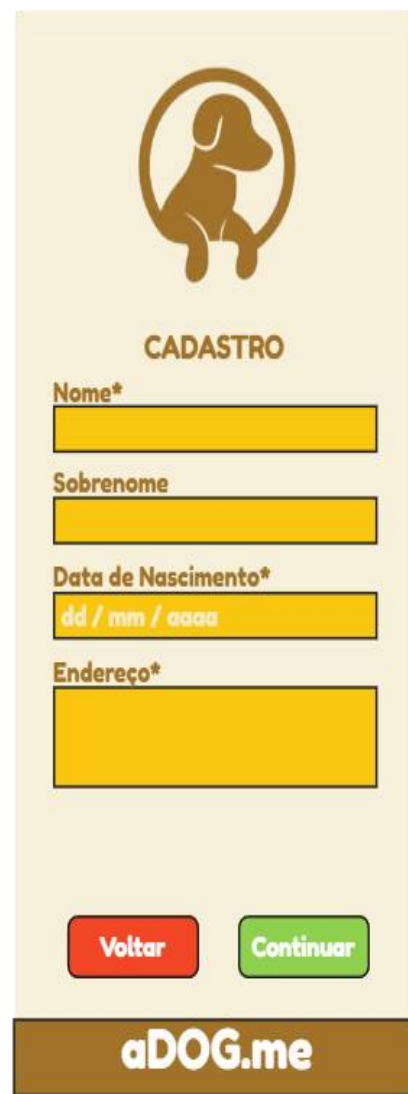 CADASTRO
Nome*
Sobrenome
Data de Nascimento*
dd / mm / aaaa
Endereço*
Voltar
Continuar
aDOG.me